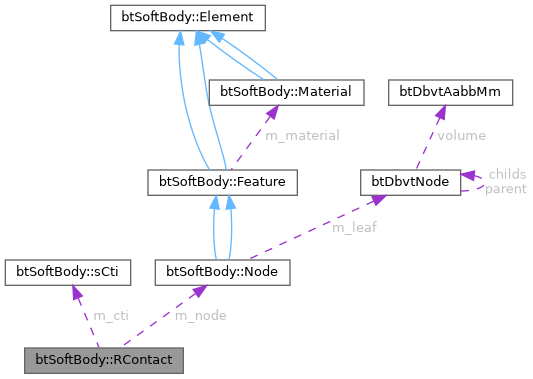 btSoftBody::Element
btSoftBody::Material
btDbvtAabbMm
m_material
volume
btSoftBody::Feature
btDbvtNode
childs
parent
m_leaf
btSoftBody::sCti
btSoftBody::Node
m_cti
m_node
btSoftBody::RContact